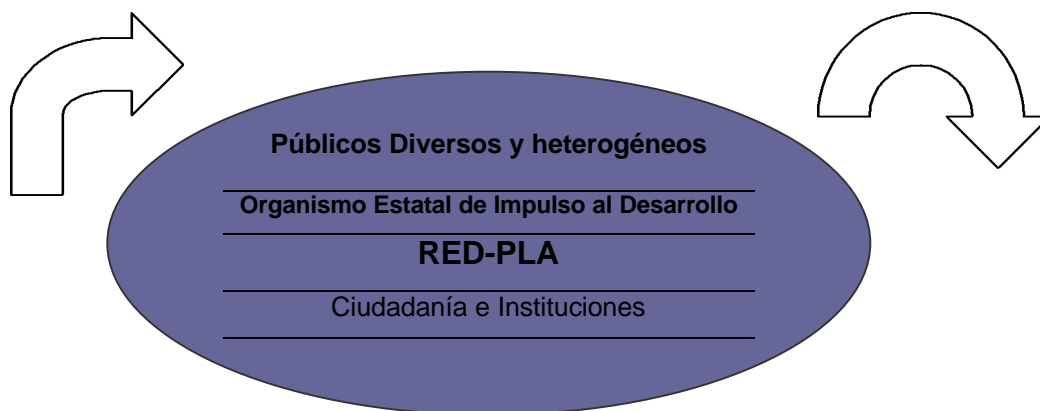 Públicos Diversos y heterogéneos
Organismo Estatal de Impulso al Desarrollo
RED-PLA
Ciudadanía e Instituciones